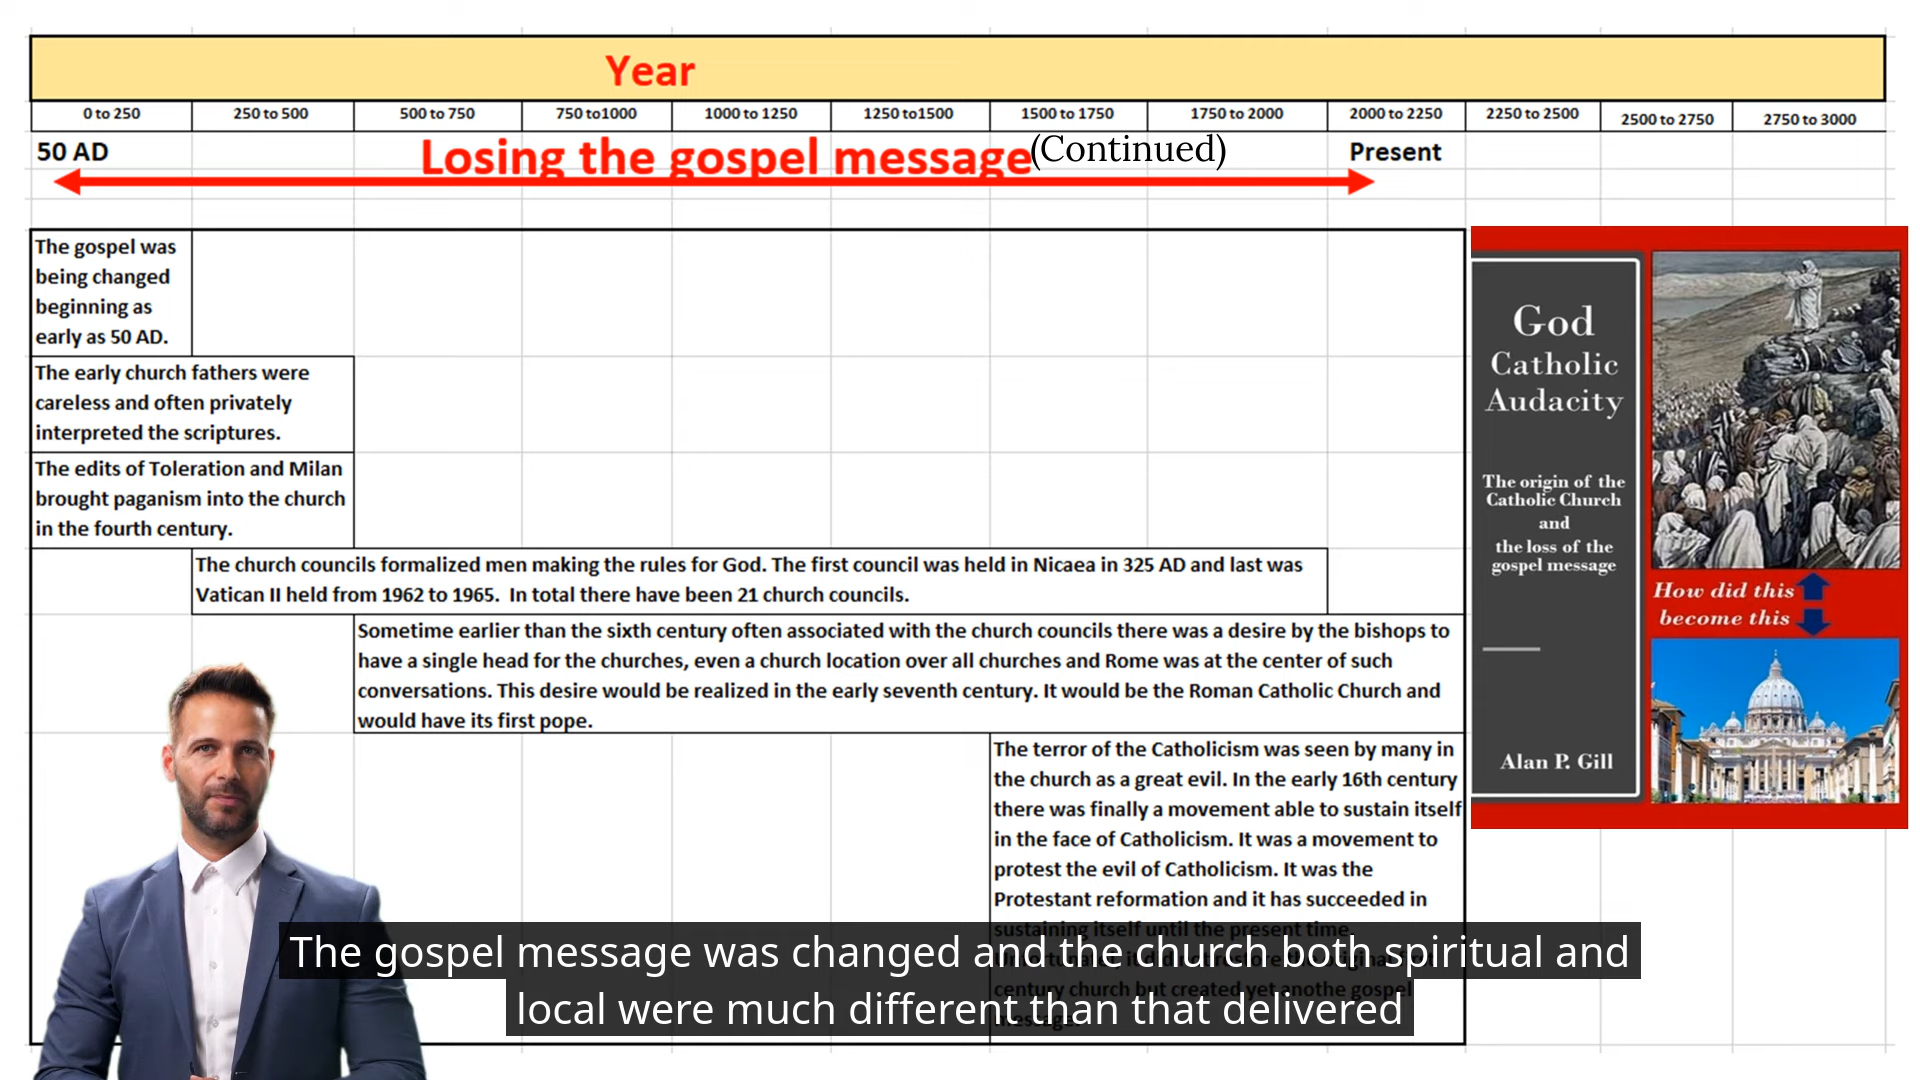 Year
0 to 250 250 to 500 500 to 750 750 to1000 1000 to 1250 1250 to1500 1500 to 1750 1750 to 2000 2000 to 2250 2250 to 2500 2500 to 2750 2750 to 3000
50 AD Losing the gospel message (Continued) Present
The gospel was
being changed
beginning as
early as 50 AD.
The early church fathers were
careless and often privately
interpreted the scriptures.
The edits of Toleration and Milan
brought paganism into the church
in the fourth century.
The church councils formalized men making the rules for God. The first council was held in Nicaea in 325 AD and last was
Vatican II held from 1962 to 1965. In total there have been 21 church councils.
Sometime earlier than the sixth century often associated with the church councils there was a desire by the bishops to
have a single head for the churches, even a church location over all churches and Rome was at the center of such
conversations. This desire would be realized in the early seventh century. It would be the Roman Catholic Church and
would have its first pope.
The terror of the Catholicism was seen by many in
the church as a great evil. In the early 16th century
there was finally a movement able to sustain itself
in the face of Catholicism. It was a movement to
protest the evil of Catholicism. It was the
Protestant reformation and it has succeeded in
sustaining itself until the present time.
century church but created yet anothe gospel
God
Catholic
Audacity
The origin of the
Catholic Church
and
the loss of the
gospel message
Alan P. Gill
How did this
become this
The gospel message was changed and the church both spiritual and
local were much different than that delivered